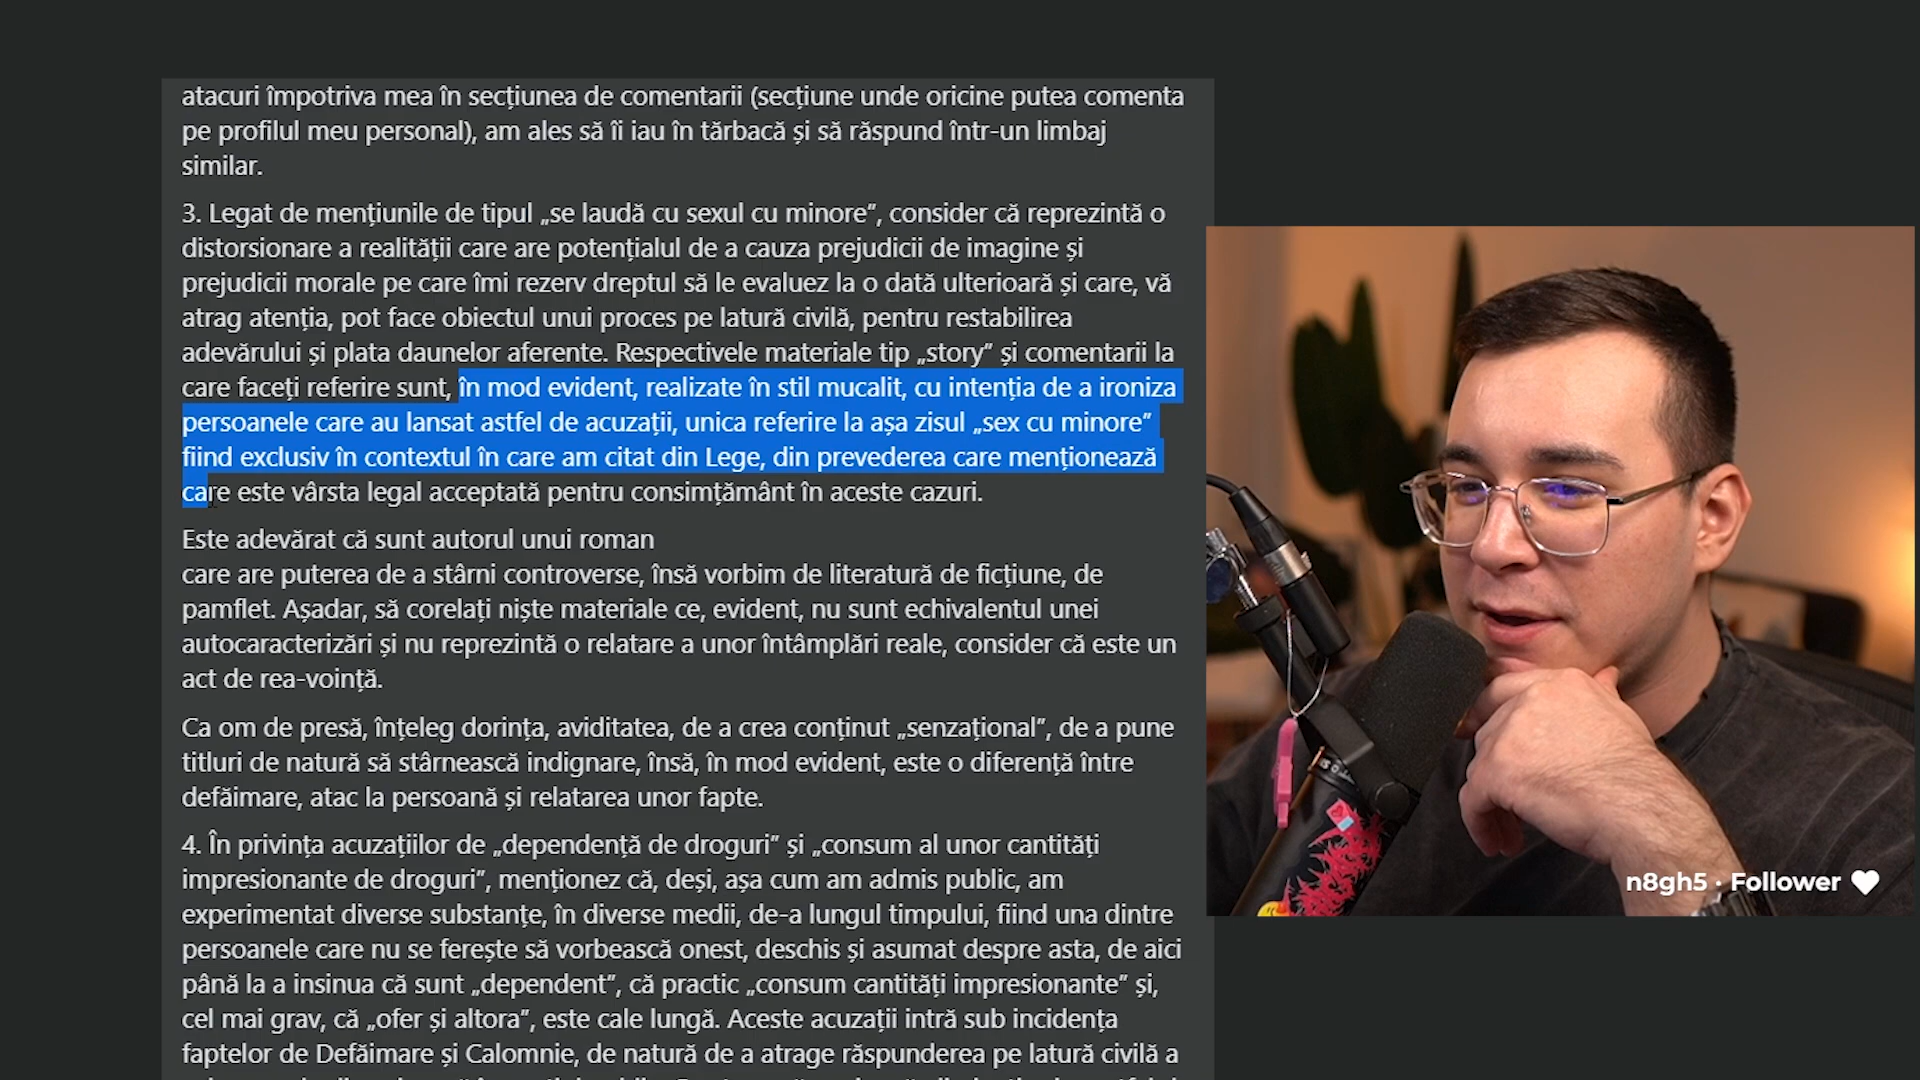 atacuri împotriva mea în secțiunea de comentarii (secțiune unde oricine putea comenta
pe profilul meu personal), am ales să îi iau în tărbacă și să răspund într-un limbaj
similar.
3. Legat de mențiunile de tipul „se laudă cu sexul cu minore”, consider că reprezintă o
distorsionare a realității care are potențialul de a cauza prejudicii de imagine și
prejudicii morale pe care îmi rezerv dreptul să le evaluez la o dată ulterioară și care, vă
atrag atenția, pot face obiectul unui proces pe latură civilă, pentru restabilirea
adevărului și plata daunelor aferente. Respectivele materiale tip „story” și comentarii la
care faceți referire sunt, în mod evident, realizate în stil mucalit, cu intenția de a ironiza
persoanele care au lansat astfel de acuzații, unica referire la așa zisul „sex cu minore”
fiind exclusiv în contextul în care am citat din Lege, din prevederea care menționează
care este vârsta legal acceptată pentru consimțământ în aceste cazuri.
Este adevărat că sunt autorul unui roman
care are puterea de a stârni controverse, însă vorbim de literatură de ficțiune, de
pamflet. Așadar, să corelați niște materiale ce, evident, nu sunt echivalentul unei
autocaracterizări și nu reprezintă o relatare a unor întâmplări reale, consider că este un
act de rea-voință.
Ca om de presă, înțeleg dorința, aviditatea, de a crea conținut „senzațional”, de a pune
titluri de natură să stârnească indignare, însă, în mod evident, este o diferență între
defăimare, atac la persoană și relatarea unor fapte.
4. În privința acuzațiilor de „dependență de droguri” și „consum al unor cantități
impresionante de droguri”, menționez că, deși, așa cum am admis public, am
experimentat diverse substanțe, în diverse medii, de-a lungul timpului, fiind una dintre
persoanele care nu se ferește să vorbească onest, deschis și asumat despre asta, de aici
până la a insinua că sunt „dependent”, că practic „consum cantități impresionante” și,
cel mai grav, că „ofer și altora”, este cale lungă. Aceste acuzații intră sub incidența
faptelor de Defăimare și Calomnie, de natură de a atrage răspunderea pe latură civilă a
n8gh5 · Follower